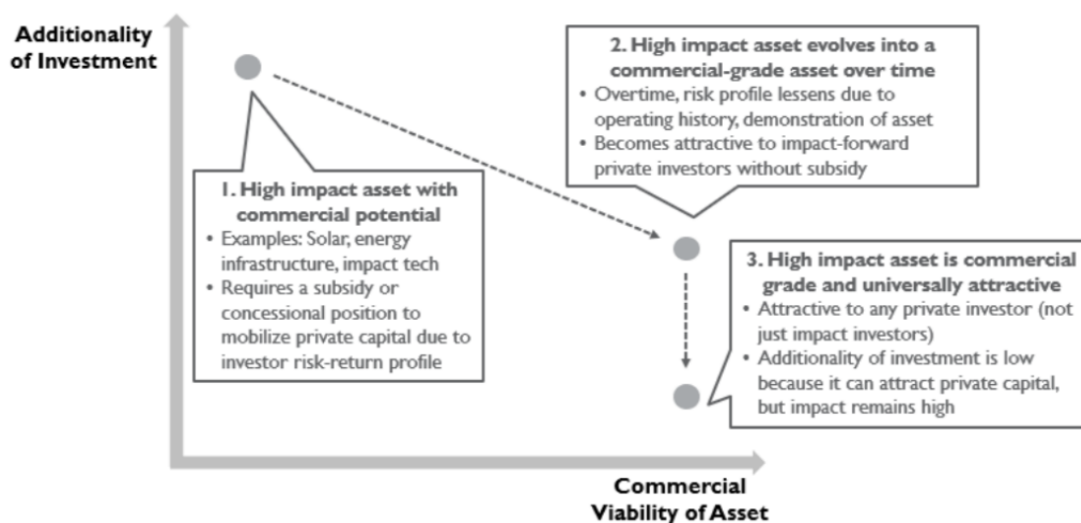 Additionality
of Investment
2. High impact asset evolves into a
commercial-grade asset over time
• Overtime, risk profile lessens due to
operating history, demonstration of asset
• Becomes attractive to impact-forward
private investors without subsidy
1. High impact asset with
commercial potential
• Examples: Solar, energy
infrastructure, impact tech
• Requires a subsidy or
concessional position to
mobilize private capital due to
investor risk-return profile
3. High impact asset is commercial
grade and universally attractive
• Attractive to any private investor (not
just impact investors)
• Additionality of investment is low
because it can attract private capital,
but impact remains high
Commercial
Viability of Asset